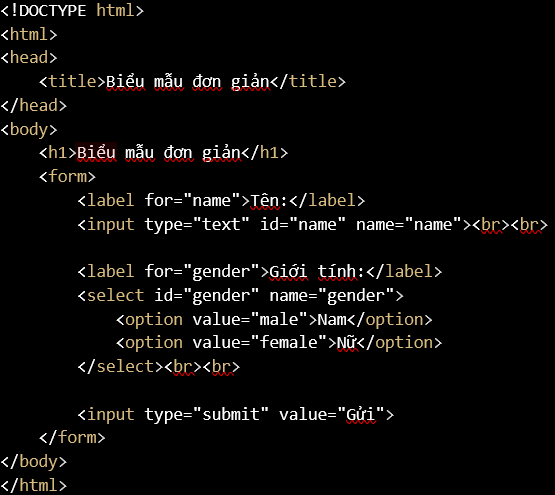 <!DOCTYPE html>
<html>
<head>
    <title>Biểu mẫu đơn giản</title>
</head>
<body>
    <h1>Biểu mẫu đơn giản</h1>
    <form>
        <label for="name">Tên:</label>
        <input type="text" id="name" name="name"><br><br>

        <label for="gender">Giới tính:</label>
        <select id="gender" name="gender">
            <option value="male">Nam</option>
            <option value="female">Nữ</option>
        </select><br><br>

        <input type="submit" value="Gửi">
    </form>
</body>
</html>